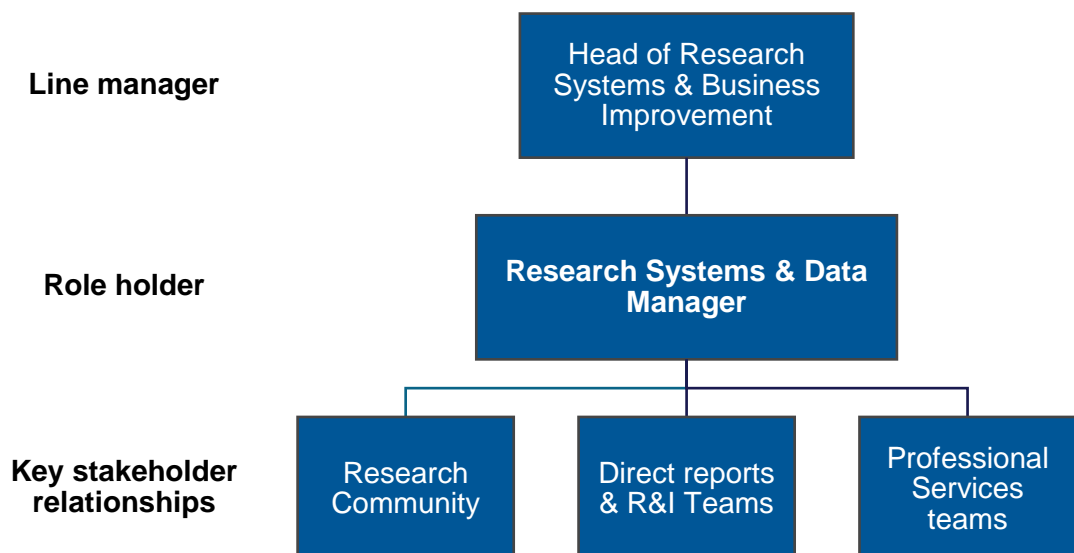 Line manager
Head of Research
Systems & Business
Improvement
Role holder
Research Systems & Data
Manager
Key stakeholder
relationships
Research
Community
Direct reports
& R&I Teams
Professional
Services
teams